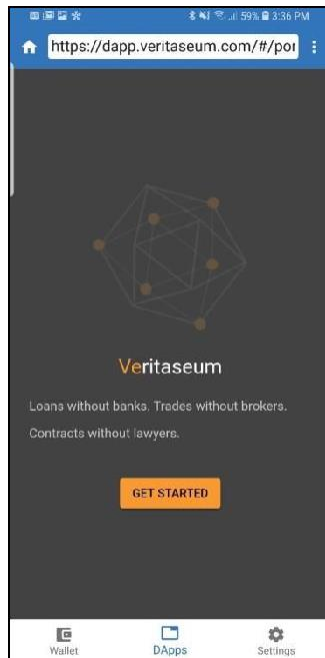 59% 3:36 PM
https://dapp.veritaseum.com/#/por
Veritaseum
Loans without banks. Trades without brokers.
Contracts without lawyers.
GET STARTED
Wallet DApps Settings